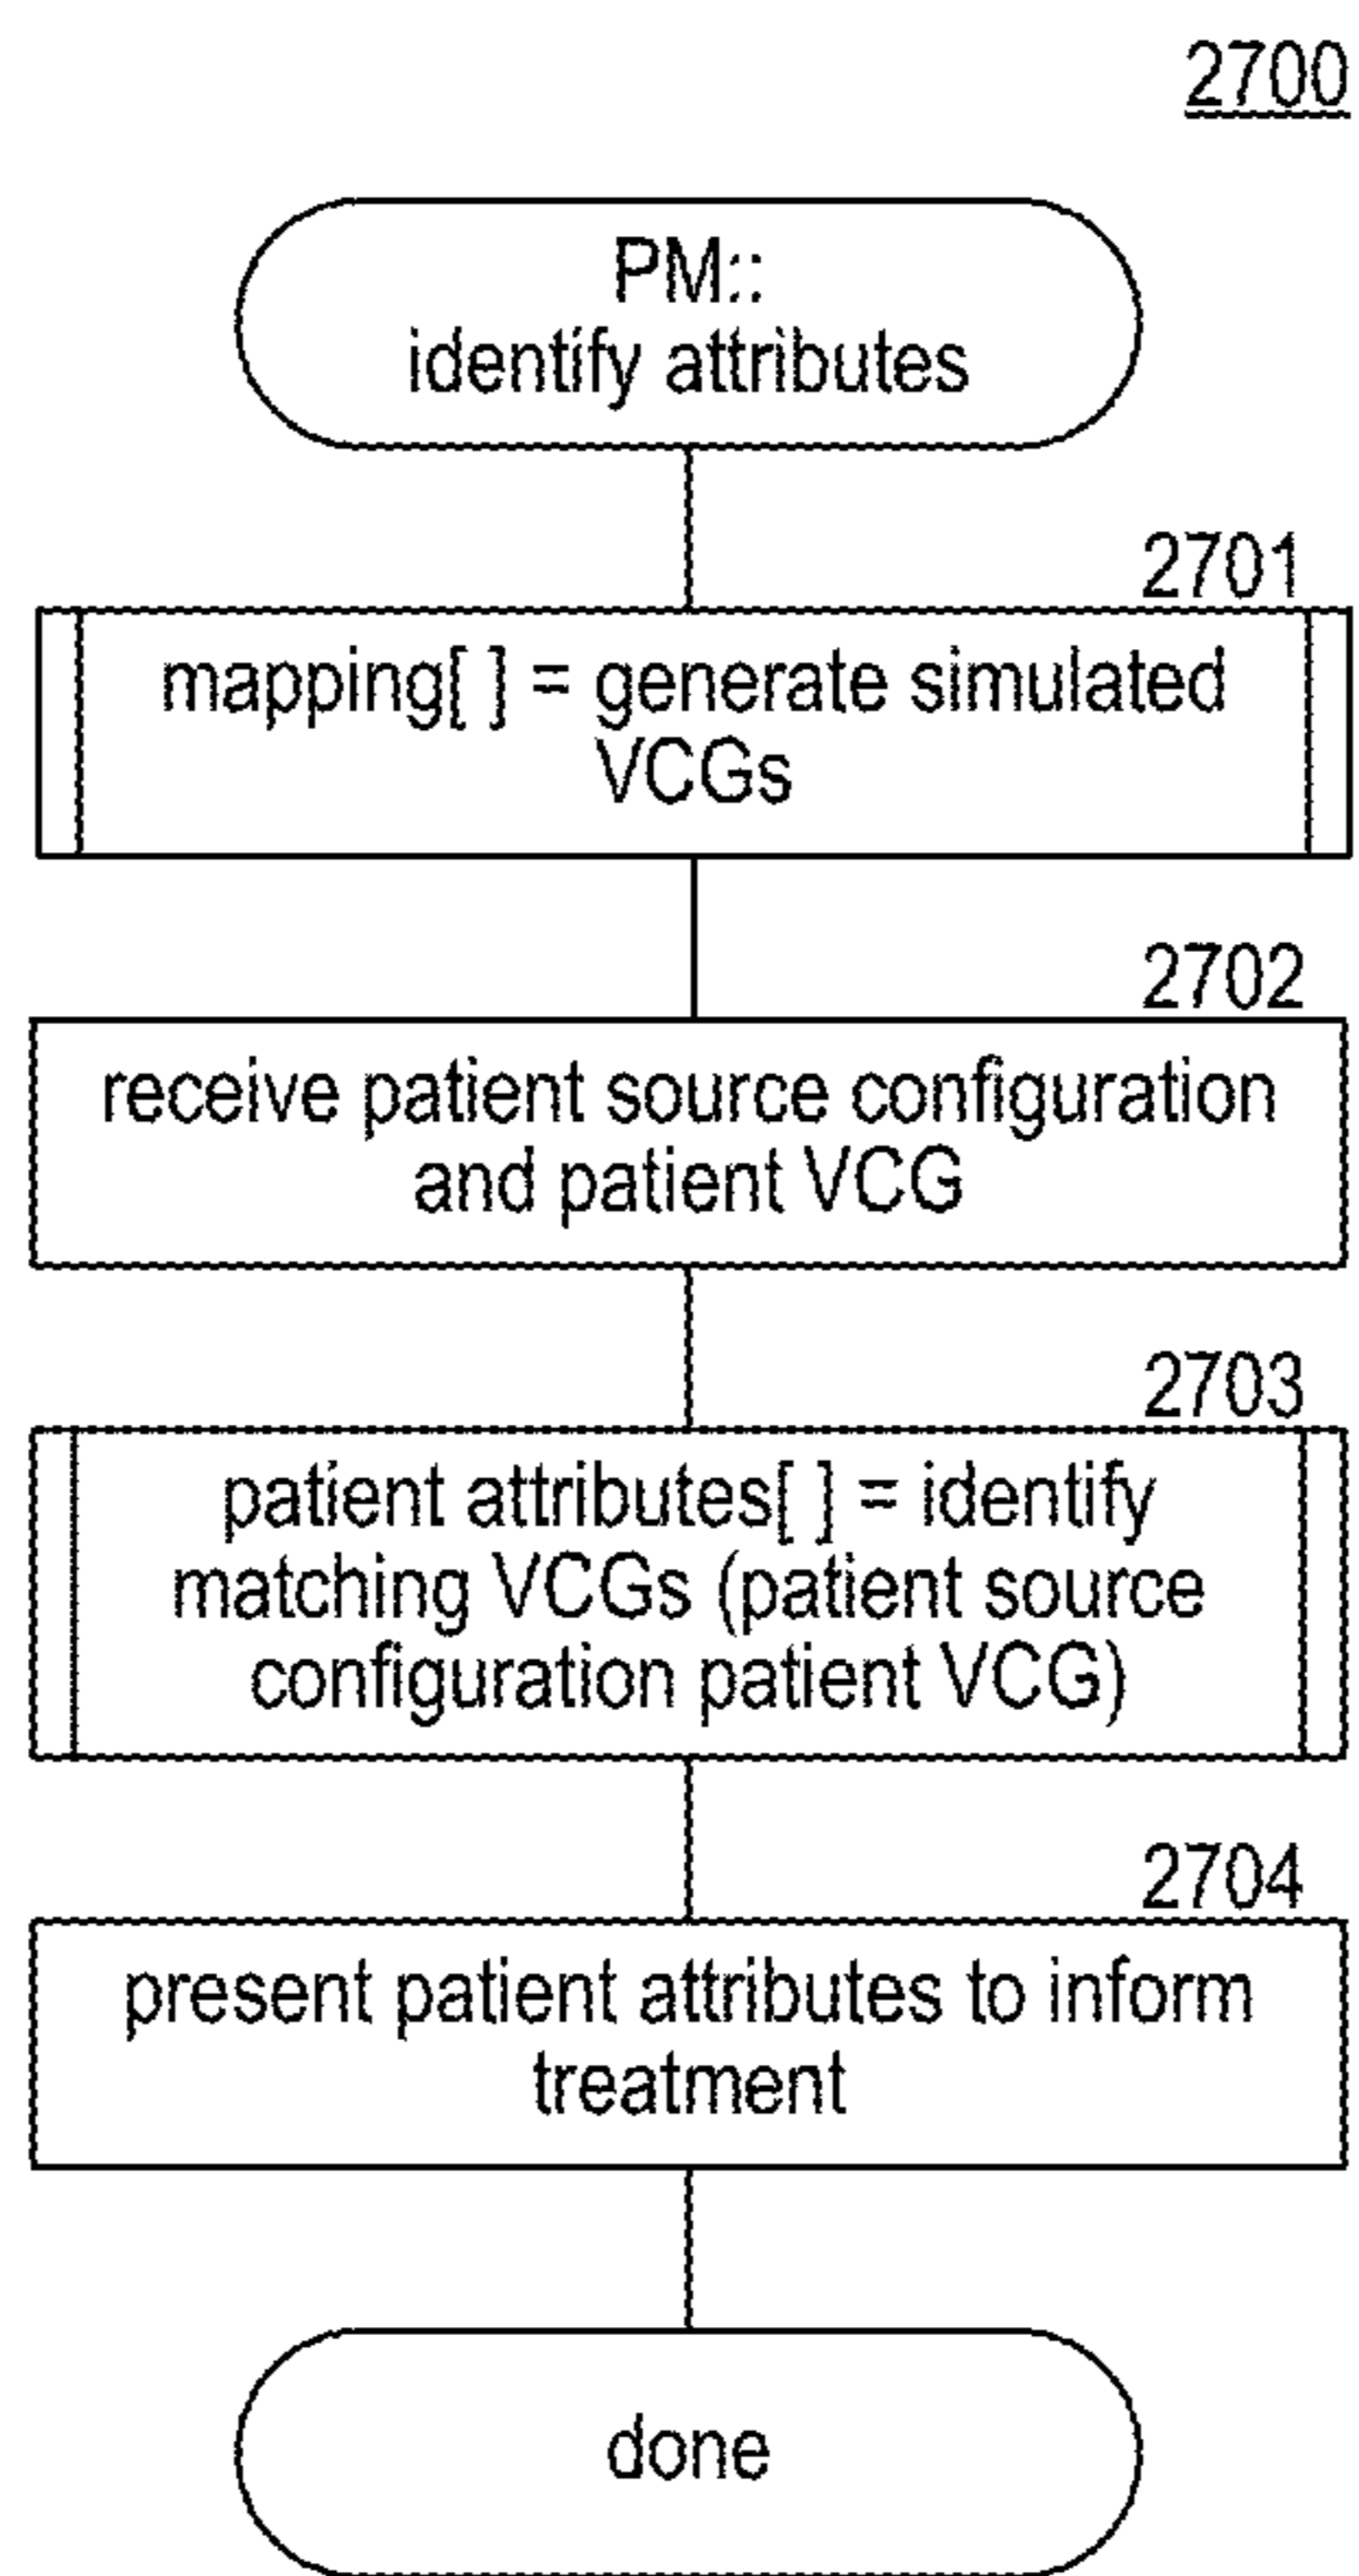 2700
PM::
identify attributes
2701
mapping[ ] = generate simulated
VCGs
2702
receive patient source configuration
and patient VCG
2703
patient attributes[ ] = identify
matching VCGs (patient source
configuration patient VCG)
2704
present patient attributes to inform
treatment
done